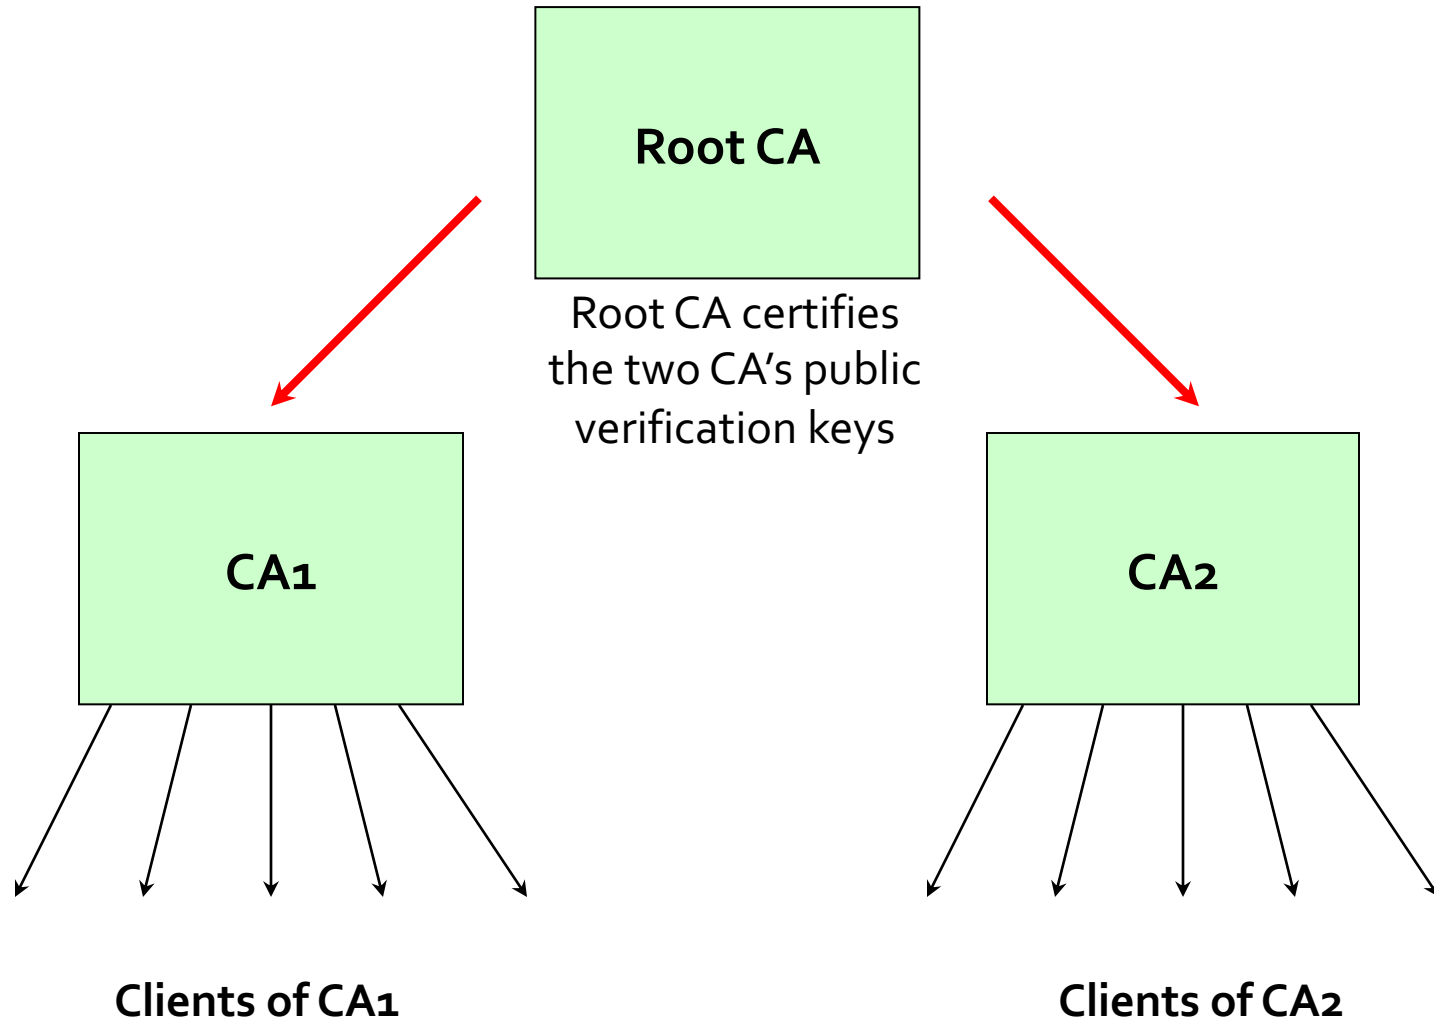 Root CA
Root CA certifies
the two CA’s public
verification keys
CA1
CA2
Clients of CA1
Clients of CA2